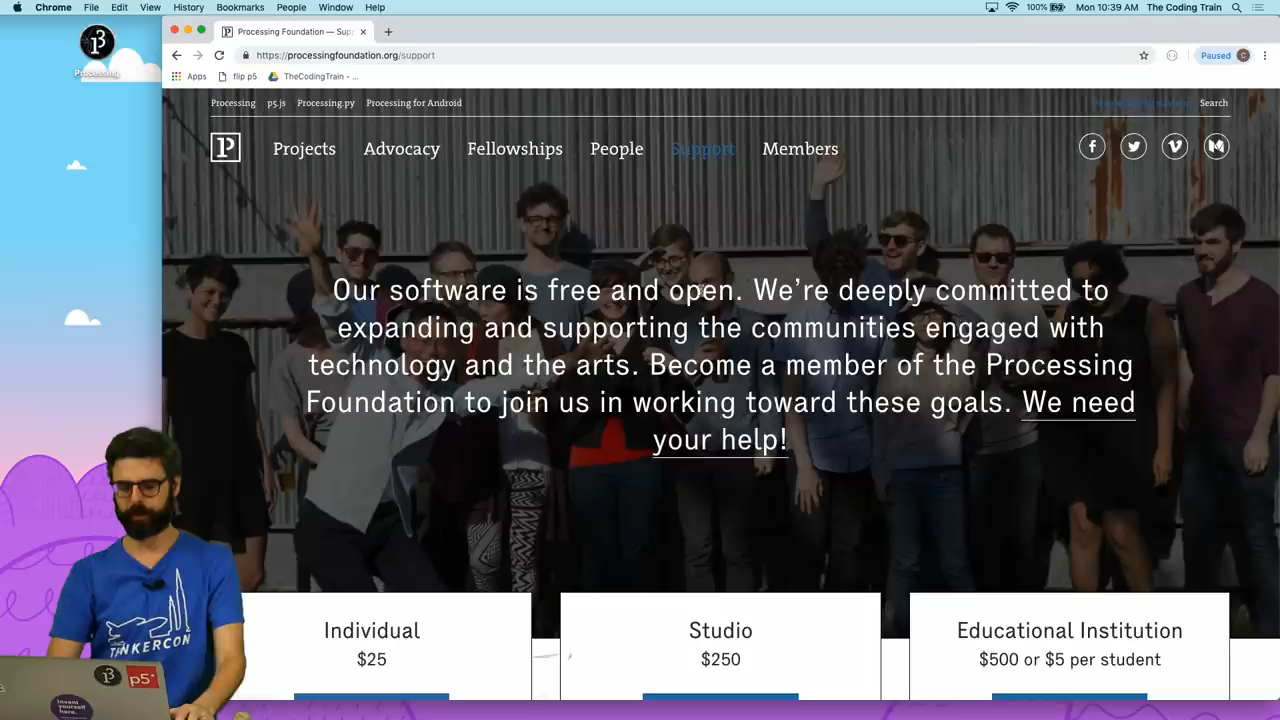 Chrome File Edit View History Bookmarks People Window Help 100% Mon 10:39 AM The Coding Train
Processing Foundation — Sup
https://processingfoundation.org/support
Paused C
Apps flip p5 TheCodingTrain - ...
Processing
Processing p5.js Processing.py Processing for Android Search
P Projects Advocacy Fellowships People Support Members
Our software is free and open. We’re deeply committed to
expanding and supporting the communities engaged with
technology and the arts. Become a member of the Processing
Foundation to join us in working toward these goals. We need
your help!
Individual Studio Educational Institution
$25 $250 $500 or $5 per student
TINKERCON
p5*
Invent
yourself
here.